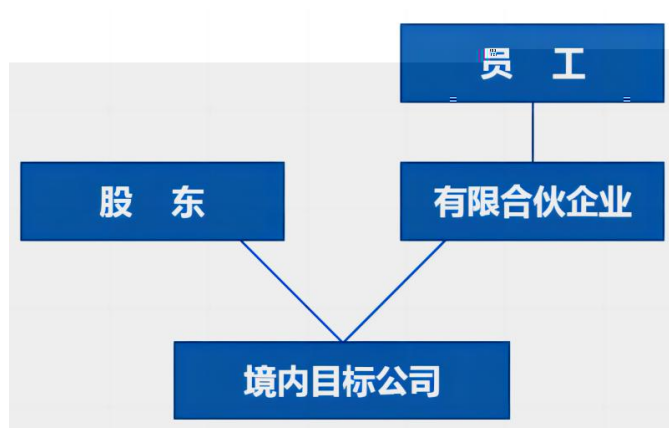 员 工
股 东
有限合伙企业
境内目标公司